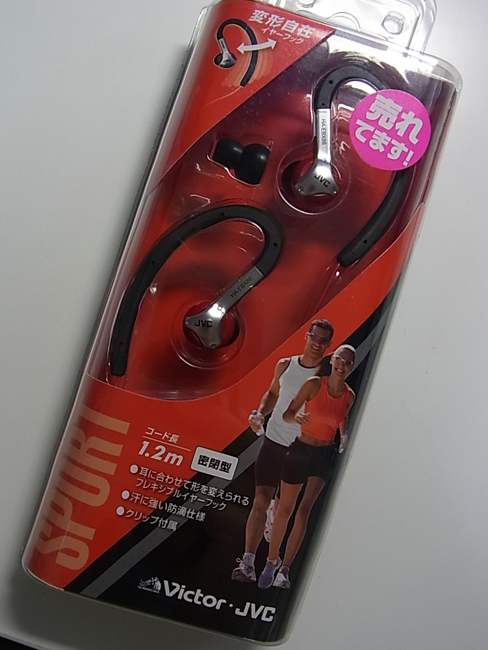 変形自在
イヤーフック
売れ
てます!
JVC
JVC
SPORT
コード長
1.2m
密閉型
●耳に合わせて形を変えられる
フレキシブルイヤーフック
●汗に強い防滴仕様
●クリップ付属
Victor・JVC